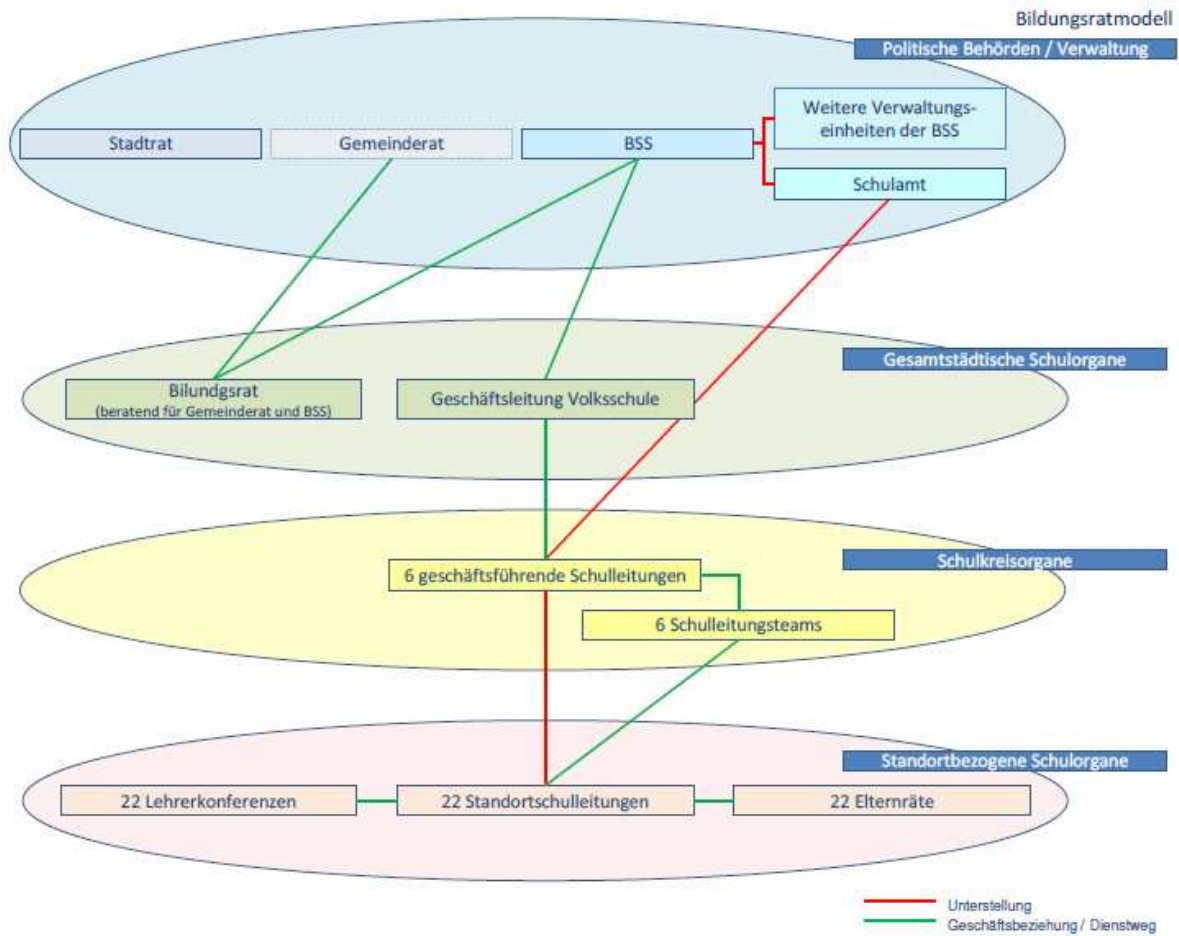 Bildungsratmodell
Politische Behörden / Verwaltung
Weitere Verwaltungs-
einheiten der BSS
Stadtrat
Gemeinderat
BSS
Schulamt
Gesamtstädtische Schulorgane
Bilundgsrat
(beratend für Gemeinderat und BSS)
Geschäftsleitung Volksschule
Schulkreisorgane
6 geschäftsführende Schulleitungen
6 Schulleitungsteams
Standortbezogene Schulorgane
22 Lehrerkonferenzen
22 Standortschulleitungen
22 Elternräte
Unterstellung
Geschäftsbeziehung / Dienstweg